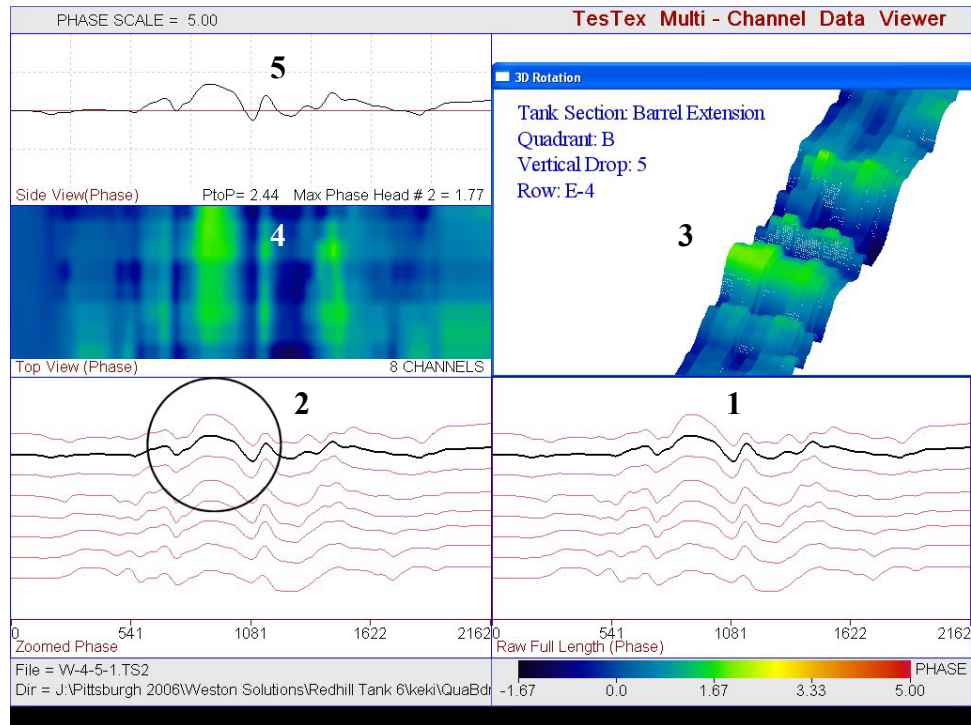 PHASE SCALE = 5.00
TesTex Multi - Channel Data Viewer
5
Side View(Phase)
PtoP= 2.44
Max Phase Head # 2 = 1.77
3D Rotation
Tank Section: Barrel Extension
Quadrant: B
Vertical Drop: 5
Row: E-4
3
4
Top View (Phase)
8 CHANNELS
2
0 541 1081 1622 2162
Zoomed Phase
1
0 541 1081 1622 2162
Raw Full Length (Phase)
File = W-4-5-1.TS2
Dir = J:\Pittsburgh 2006\Weston Solutions\Redhill Tank 6\keki\QuaBdr
PHASE
-1.67 0.0 1.67 3.33 5.00